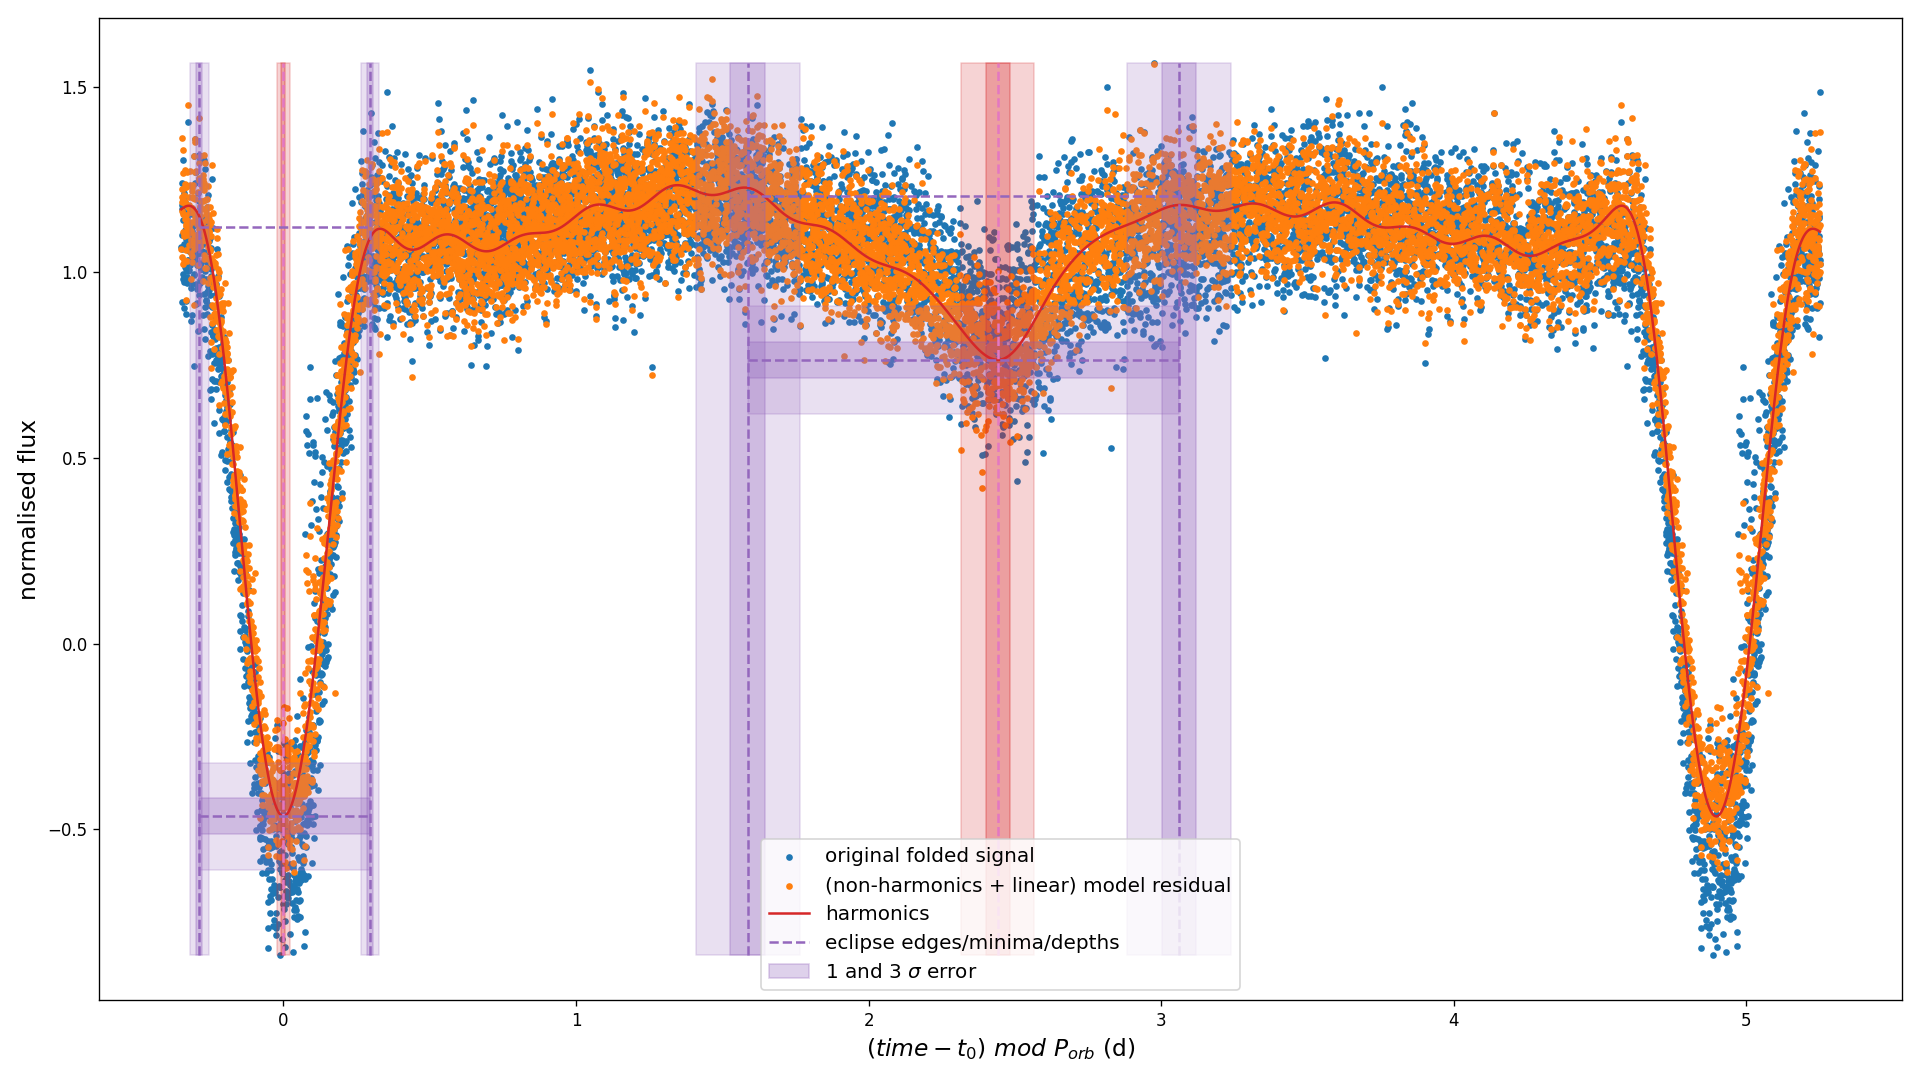 normalised flux
1.5
1.0
0.5
0.0
−0.5
original folded signal
(non-harmonics + linear) model residual
harmonics
eclipse edges/minima/depths
1 and 3 σ error
0 1 2 3 4 5
(time − t₀) mod P_orb (d)